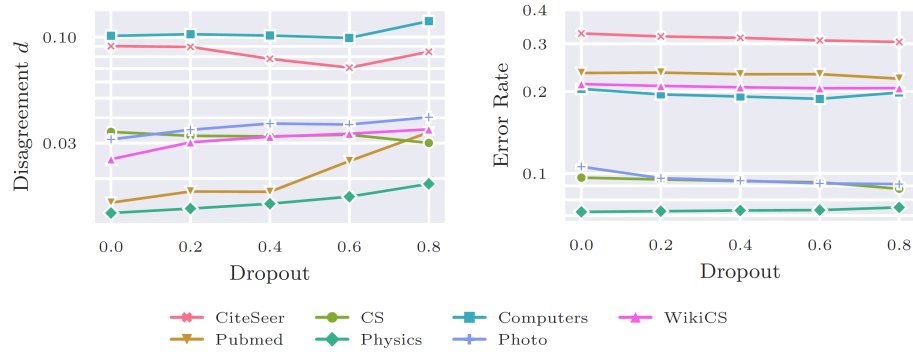 Disagreement d
0.10
0.03
0.0 0.2 0.4 0.6 0.8
Dropout
Error Rate
0.4
0.3
0.2
0.1
0.0 0.2 0.4 0.6 0.8
Dropout
CiteSeer CS Computers WikiCS
Pubmed Physics Photo